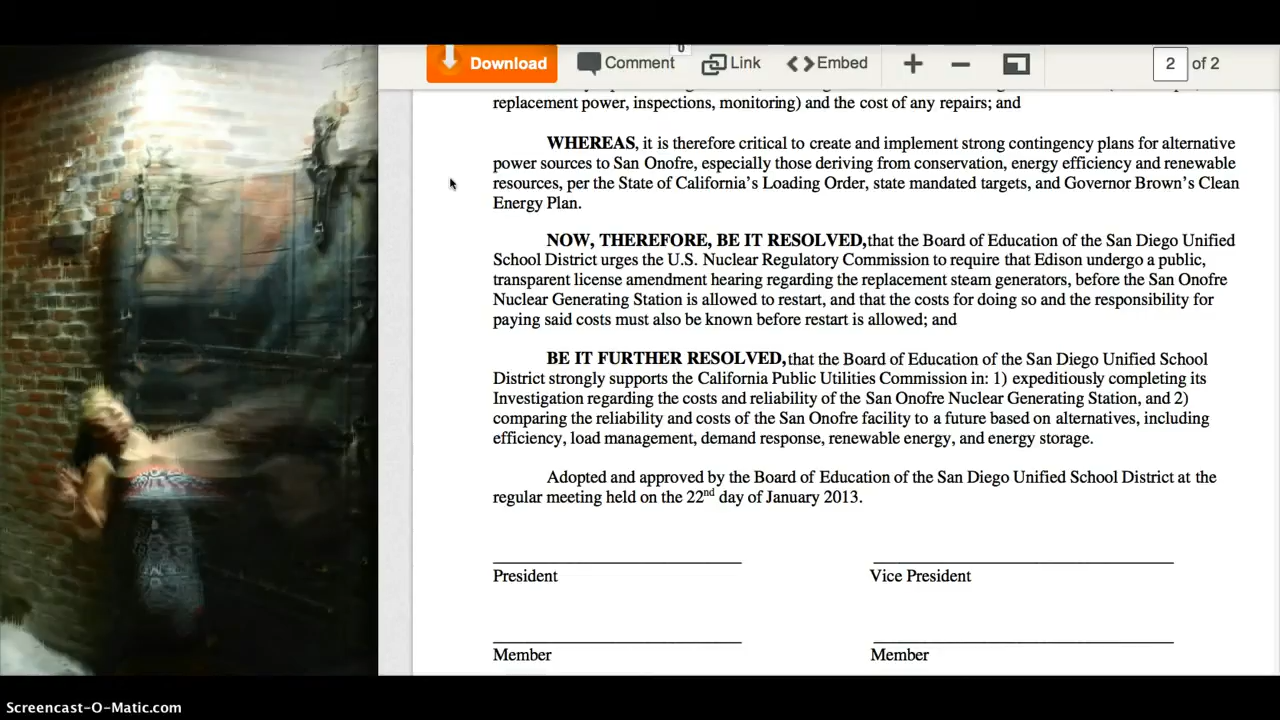 Download
0
Comment
Link
Embed
2 of 2
replacement power, inspections, monitoring) and the cost of any repairs; and
WHEREAS, it is therefore critical to create and implement strong contingency plans for alternative
power sources to San Onofre, especially those deriving from conservation, energy efficiency and renewable
resources, per the State of California's Loading Order, state mandated targets, and Governor Brown's Clean
Energy Plan.
NOW, THEREFORE, BE IT RESOLVED,that the Board of Education of the San Diego Unified
School District urges the U.S. Nuclear Regulatory Commission to require that Edison undergo a public,
transparent license amendment hearing regarding the replacement steam generators, before the San Onofre
Nuclear Generating Station is allowed to restart, and that the costs for doing so and the responsibility for
paying said costs must also be known before restart is allowed; and
BE IT FURTHER RESOLVED,that the Board of Education of the San Diego Unified School
District strongly supports the California Public Utilities Commission in: 1) expeditiously completing its
Investigation regarding the costs and reliability of the San Onofre Nuclear Generating Station, and 2)
comparing the reliability and costs of the San Onofre facility to a future based on alternatives, including
efficiency, load management, demand response, renewable energy, and energy storage.
Adopted and approved by the Board of Education of the San Diego Unified School District at the
regular meeting held on the 22nd day of January 2013.
President
Vice President
Member
Member
Screencast-O-Matic.com